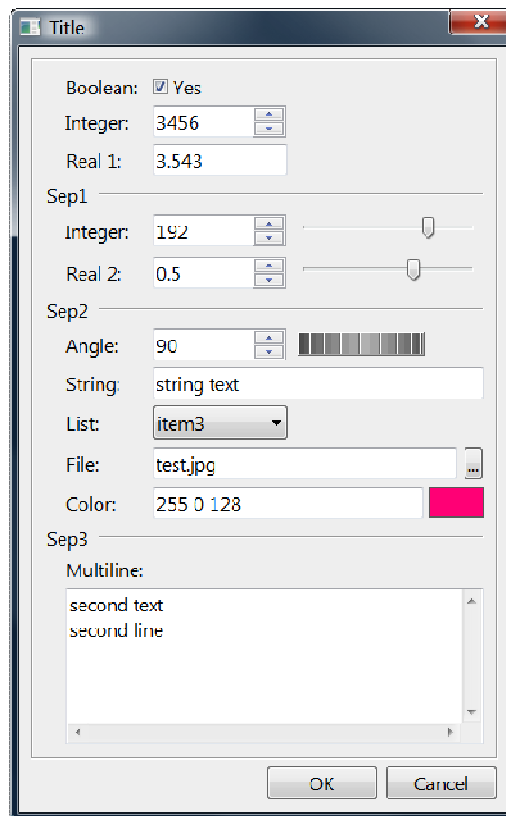 Title
Boolean: Yes
Integer: 3456
Real 1: 3.543
Sep1
Integer: 192
Real 2: 0.5
Sep2
Angle: 90
String: string text
List: item3
File: test.jpg ...
Color: 255 0 128
Sep3
Multiline:
second text
second line
OK Cancel